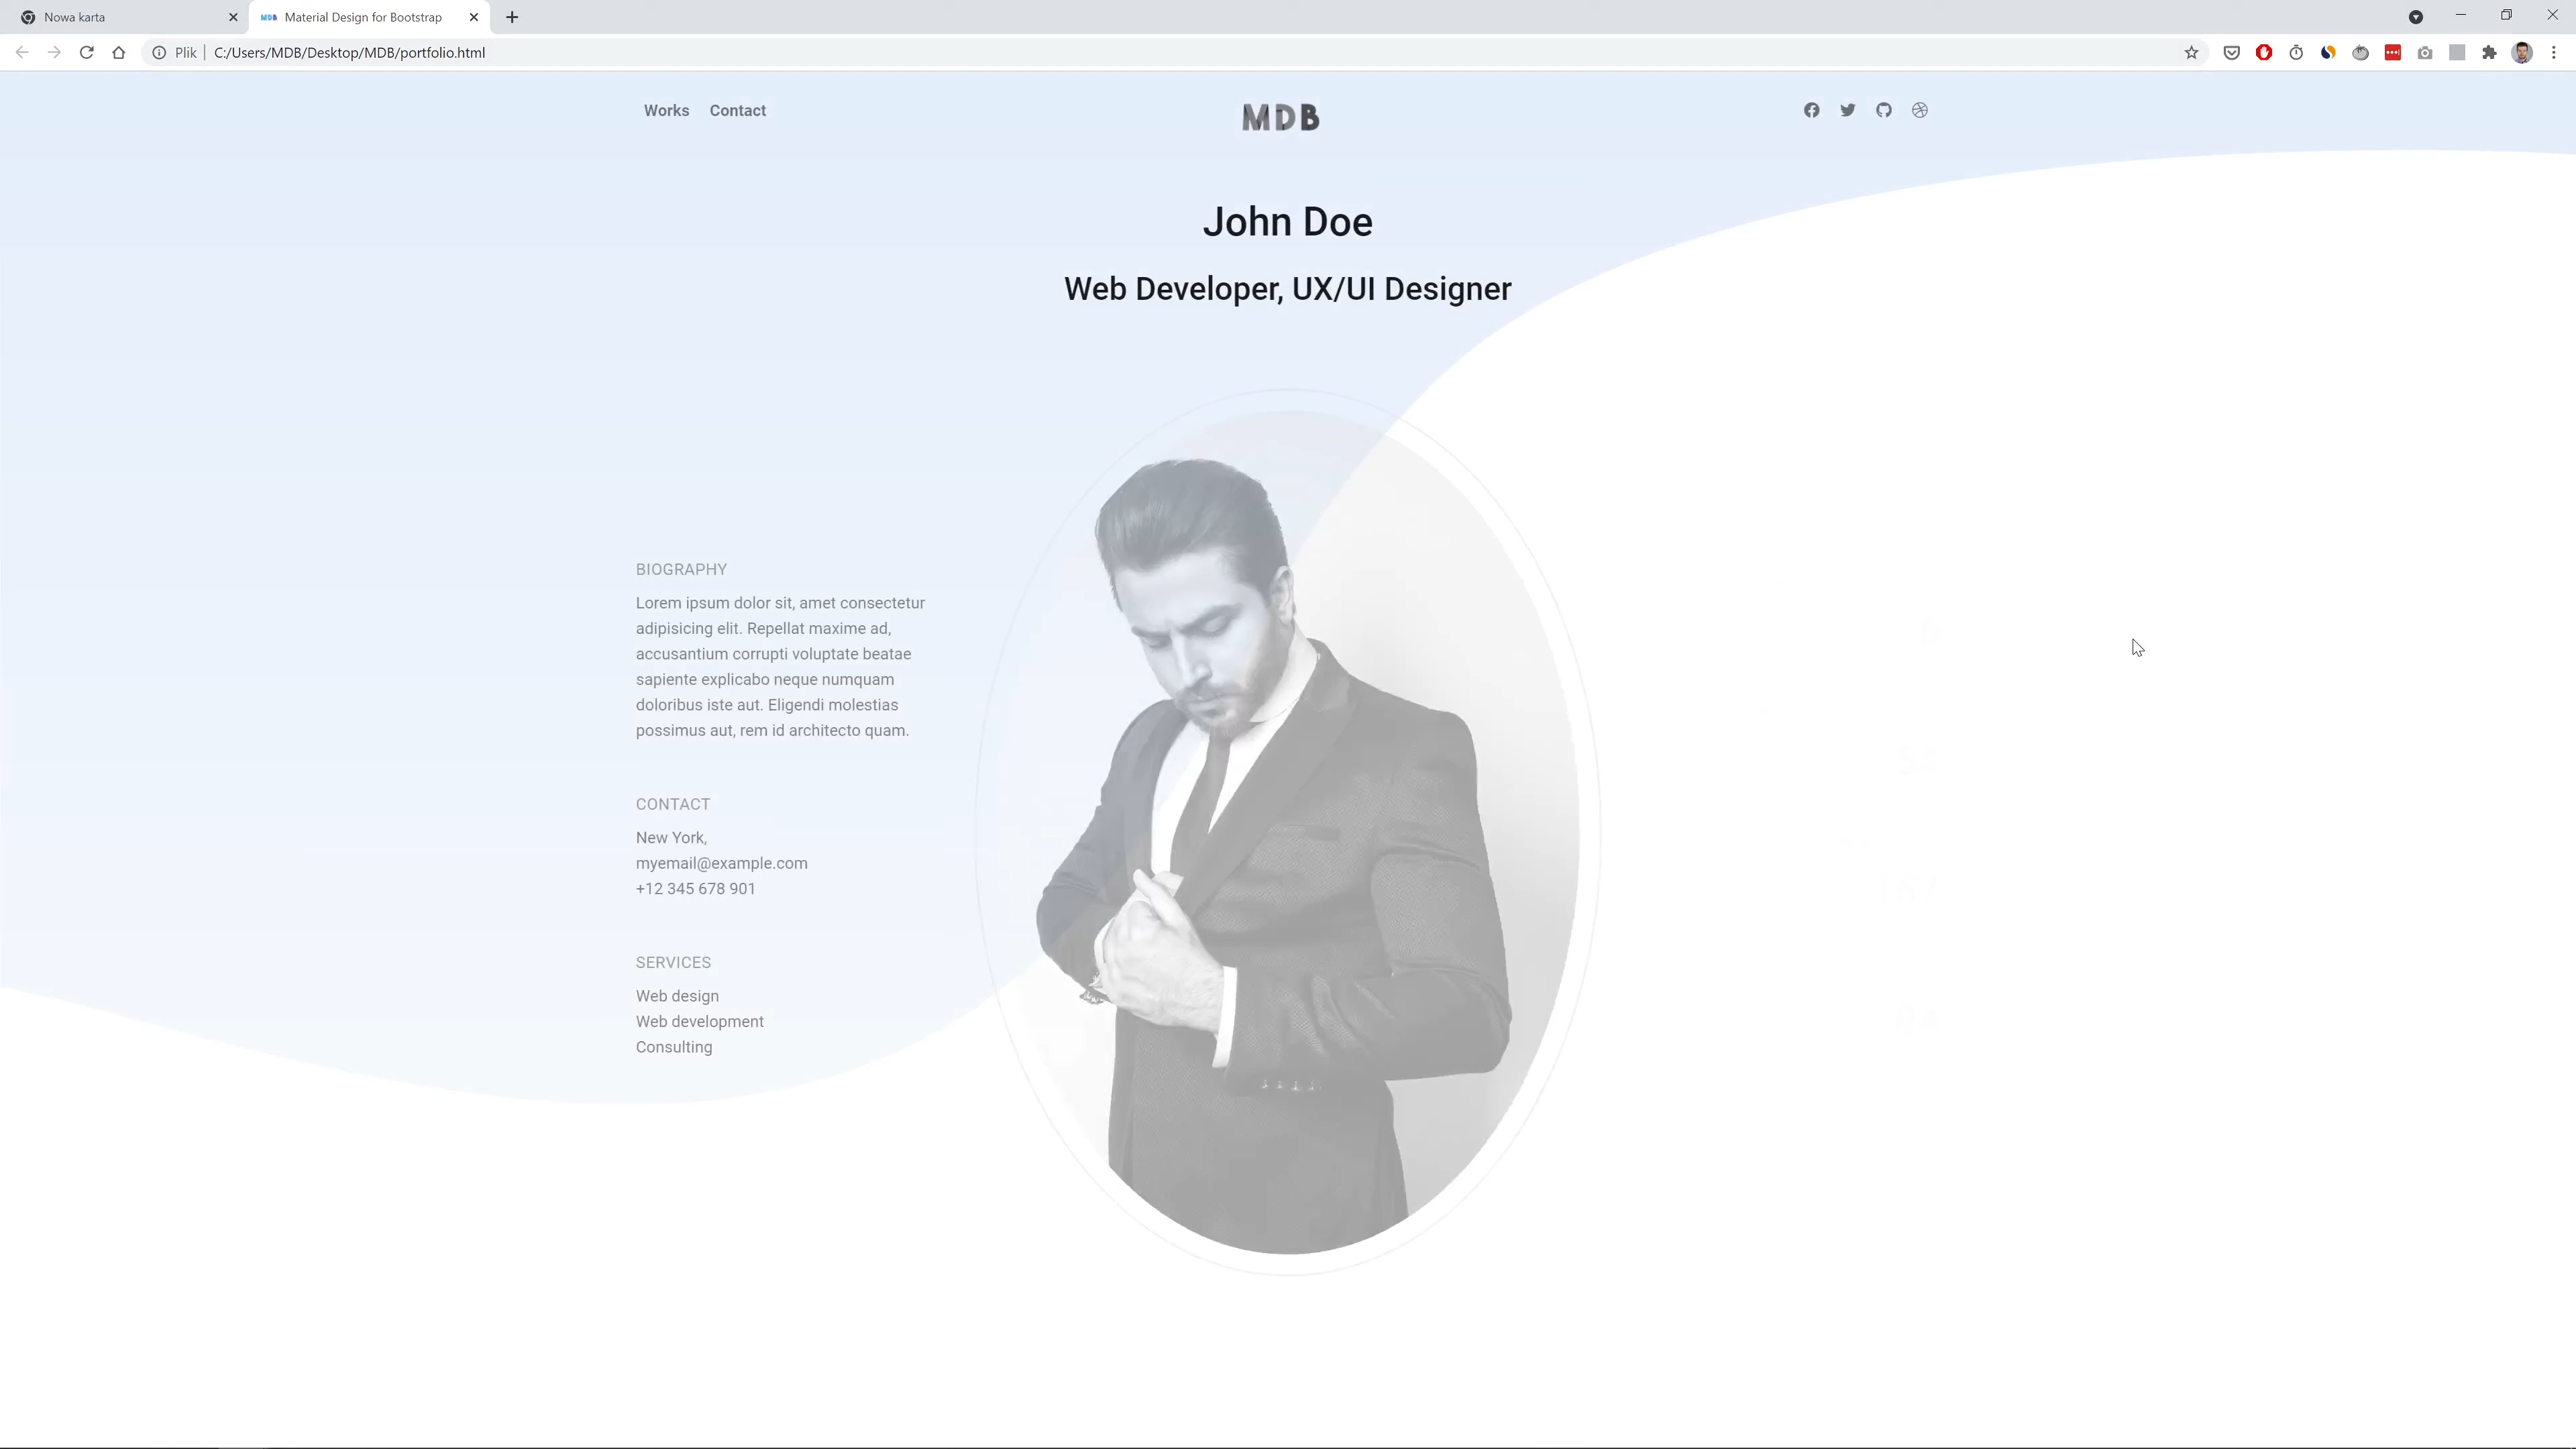 Nowa karta
Material Design for Bootstrap
Plik
C:/Users/MDB/Desktop/MDB/portfolio.html
Works
Contact
MDB
John Doe
Web Developer, UX/UI Designer
BIOGRAPHY
Lorem ipsum dolor sit, amet consectetur
adipisicing elit. Repellat maxime ad,
accusantium corrupti voluptate beatae
sapiente explicabo neque numquam
doloribus iste aut. Eligendi molestias
possimus aut, rem id architecto quam.
CONTACT
New York,
myemail@example.com
+12 345 678 901
SERVICES
Web design
Web development
Consulting